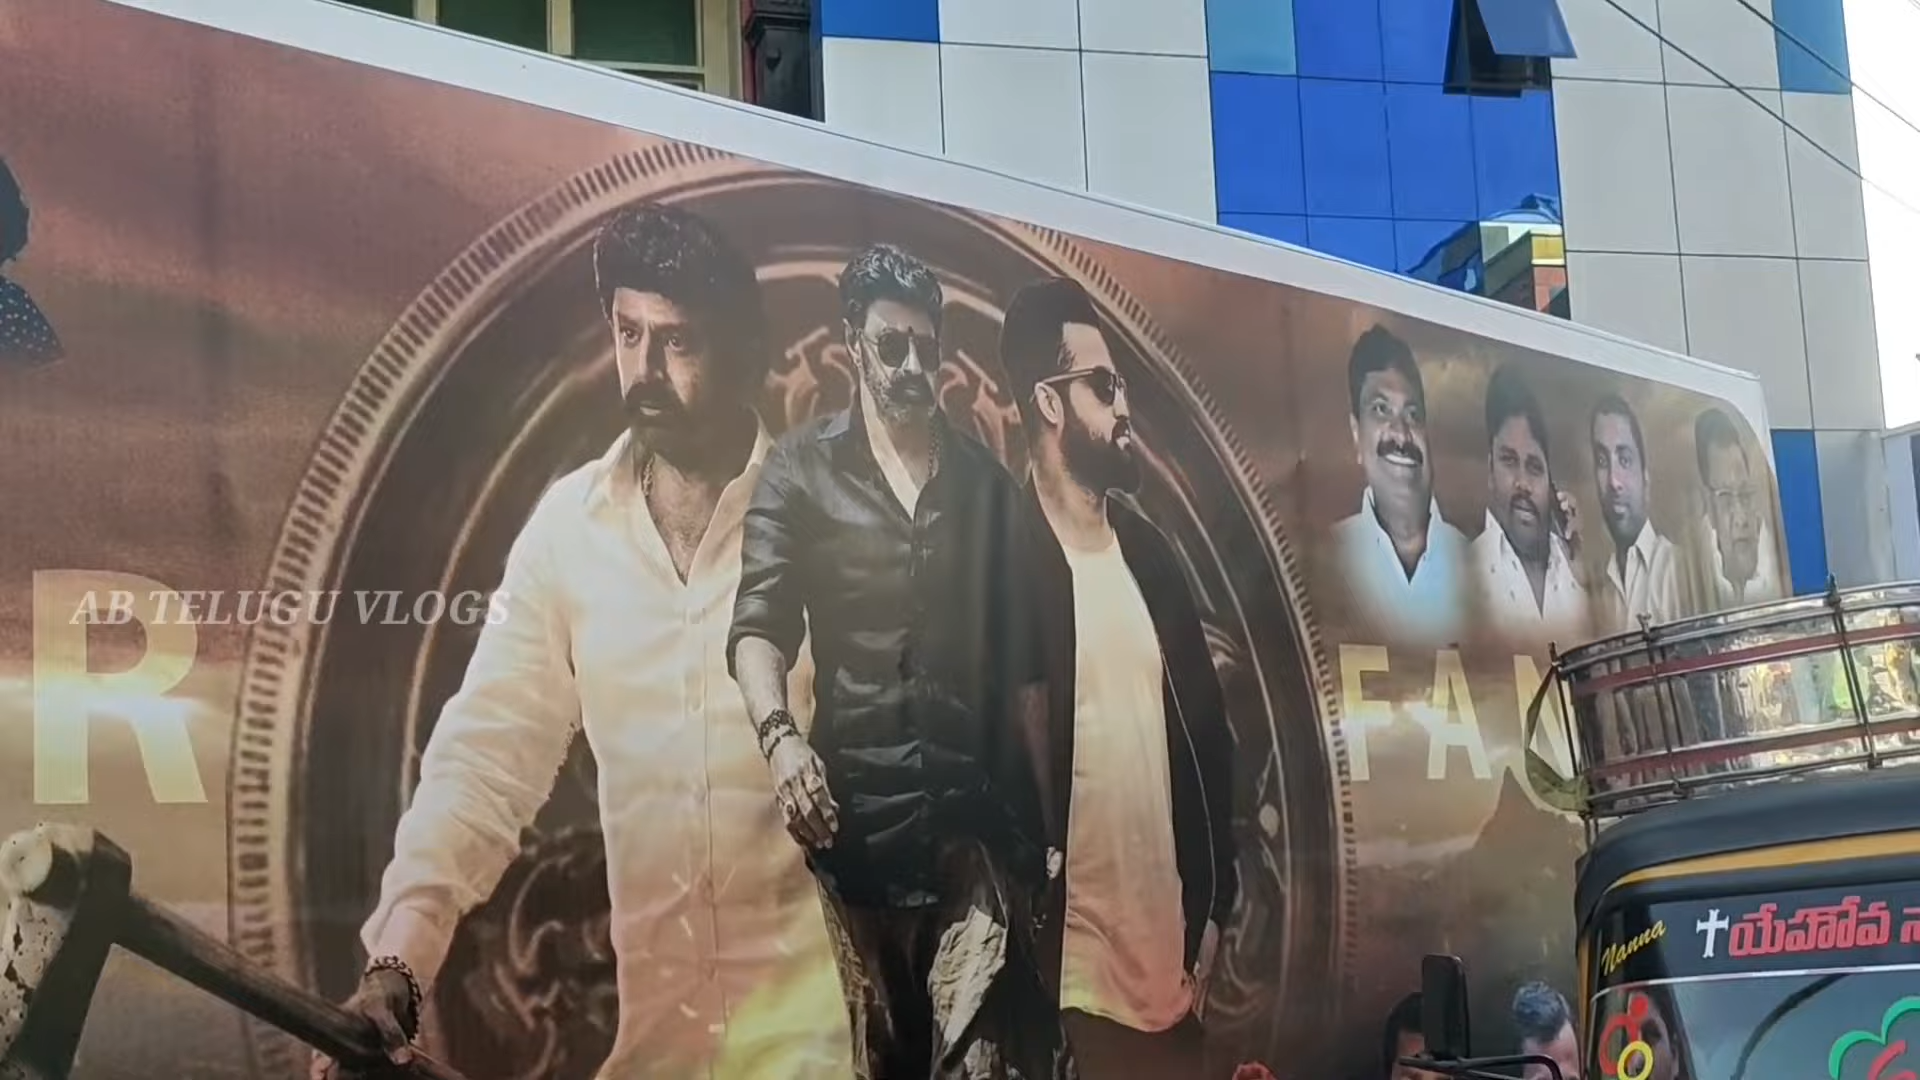 AB TELUGU VLOGS
R
FAN
Nanna
యేహోవ